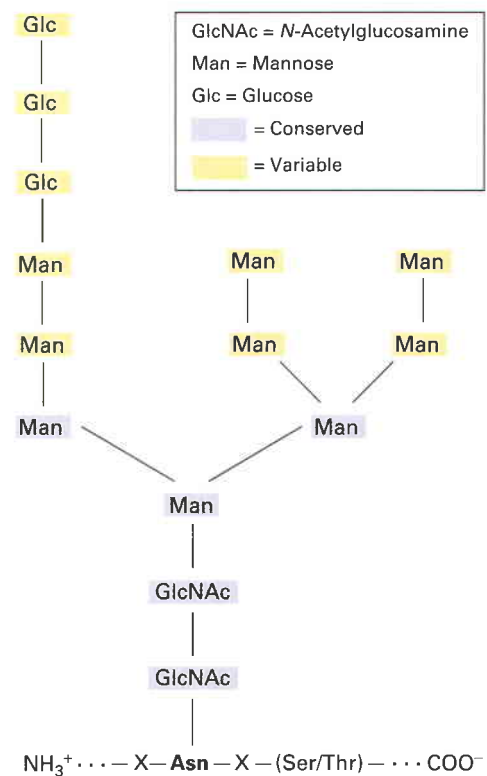 Glc
GlcNAc = N-Acetylglucosamine
Man = Mannose
Glc = Glucose
= Conserved
= Variable
Glc
Glc
Man Man Man
Man Man Man
Man Man
Man
GlcNAc
GlcNAc
NH₃⁺ · · · — X — Asn — X — (Ser/Thr) — · · · COO⁻